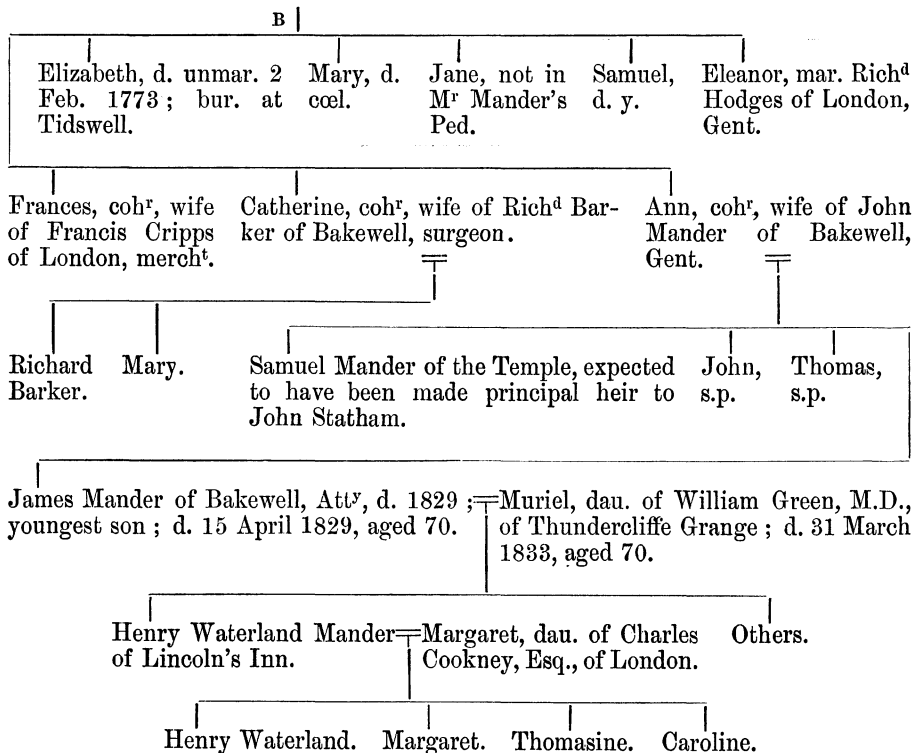 B
Elizabeth, d. unmar. 2
Feb. 1773 ; bur. at
Tidswell.
Mary, d.
cœl.
Jane, not in
Mʳ Mander's
Ped.
Samuel,
d. y.
Eleanor, mar. Richᵈ
Hodges of London,
Gent.
Frances, cohʳ, wife
of Francis Cripps
of London, merchᵗ.
Catherine, cohʳ, wife of Richᵈ Bar-
ker of Bakewell, surgeon.
Ann, cohʳ, wife of John
Mander of Bakewell,
Gent.
Richard
Barker.
Mary.
Samuel Mander of the Temple, expected
to have been made principal heir to
John Statham.
John,
s.p.
Thomas,
s.p.
James Mander of Bakewell, Attʸ, d. 1829 ;
youngest son ; d. 15 April 1829, aged 70.
Muriel, dau. of William Green, M.D.,
of Thundercliffe Grange ; d. 31 March
1833, aged 70.
Henry Waterland Mander
of Lincoln's Inn.
Margaret, dau. of Charles
Cookney, Esq., of London.
Others.
Henry Waterland.
Margaret.
Thomasine.
Caroline.